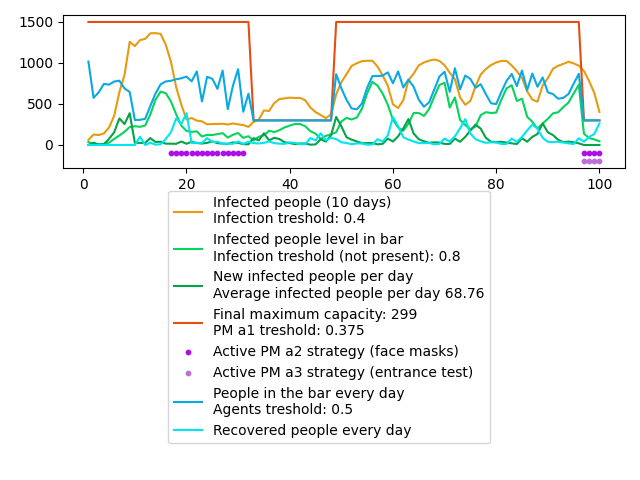 1500
1000
500
0
0 20 40 60 80 100
Infected people (10 days)
Infection treshold: 0.4
Infected people level in bar
Infection treshold (not present): 0.8
New infected people per day
Average infected people per day 68.76
Final maximum capacity: 299
PM a1 treshold: 0.375
Active PM a2 strategy (face masks)
Active PM a3 strategy (entrance test)
People in the bar every day
Agents treshold: 0.5
Recovered people every day